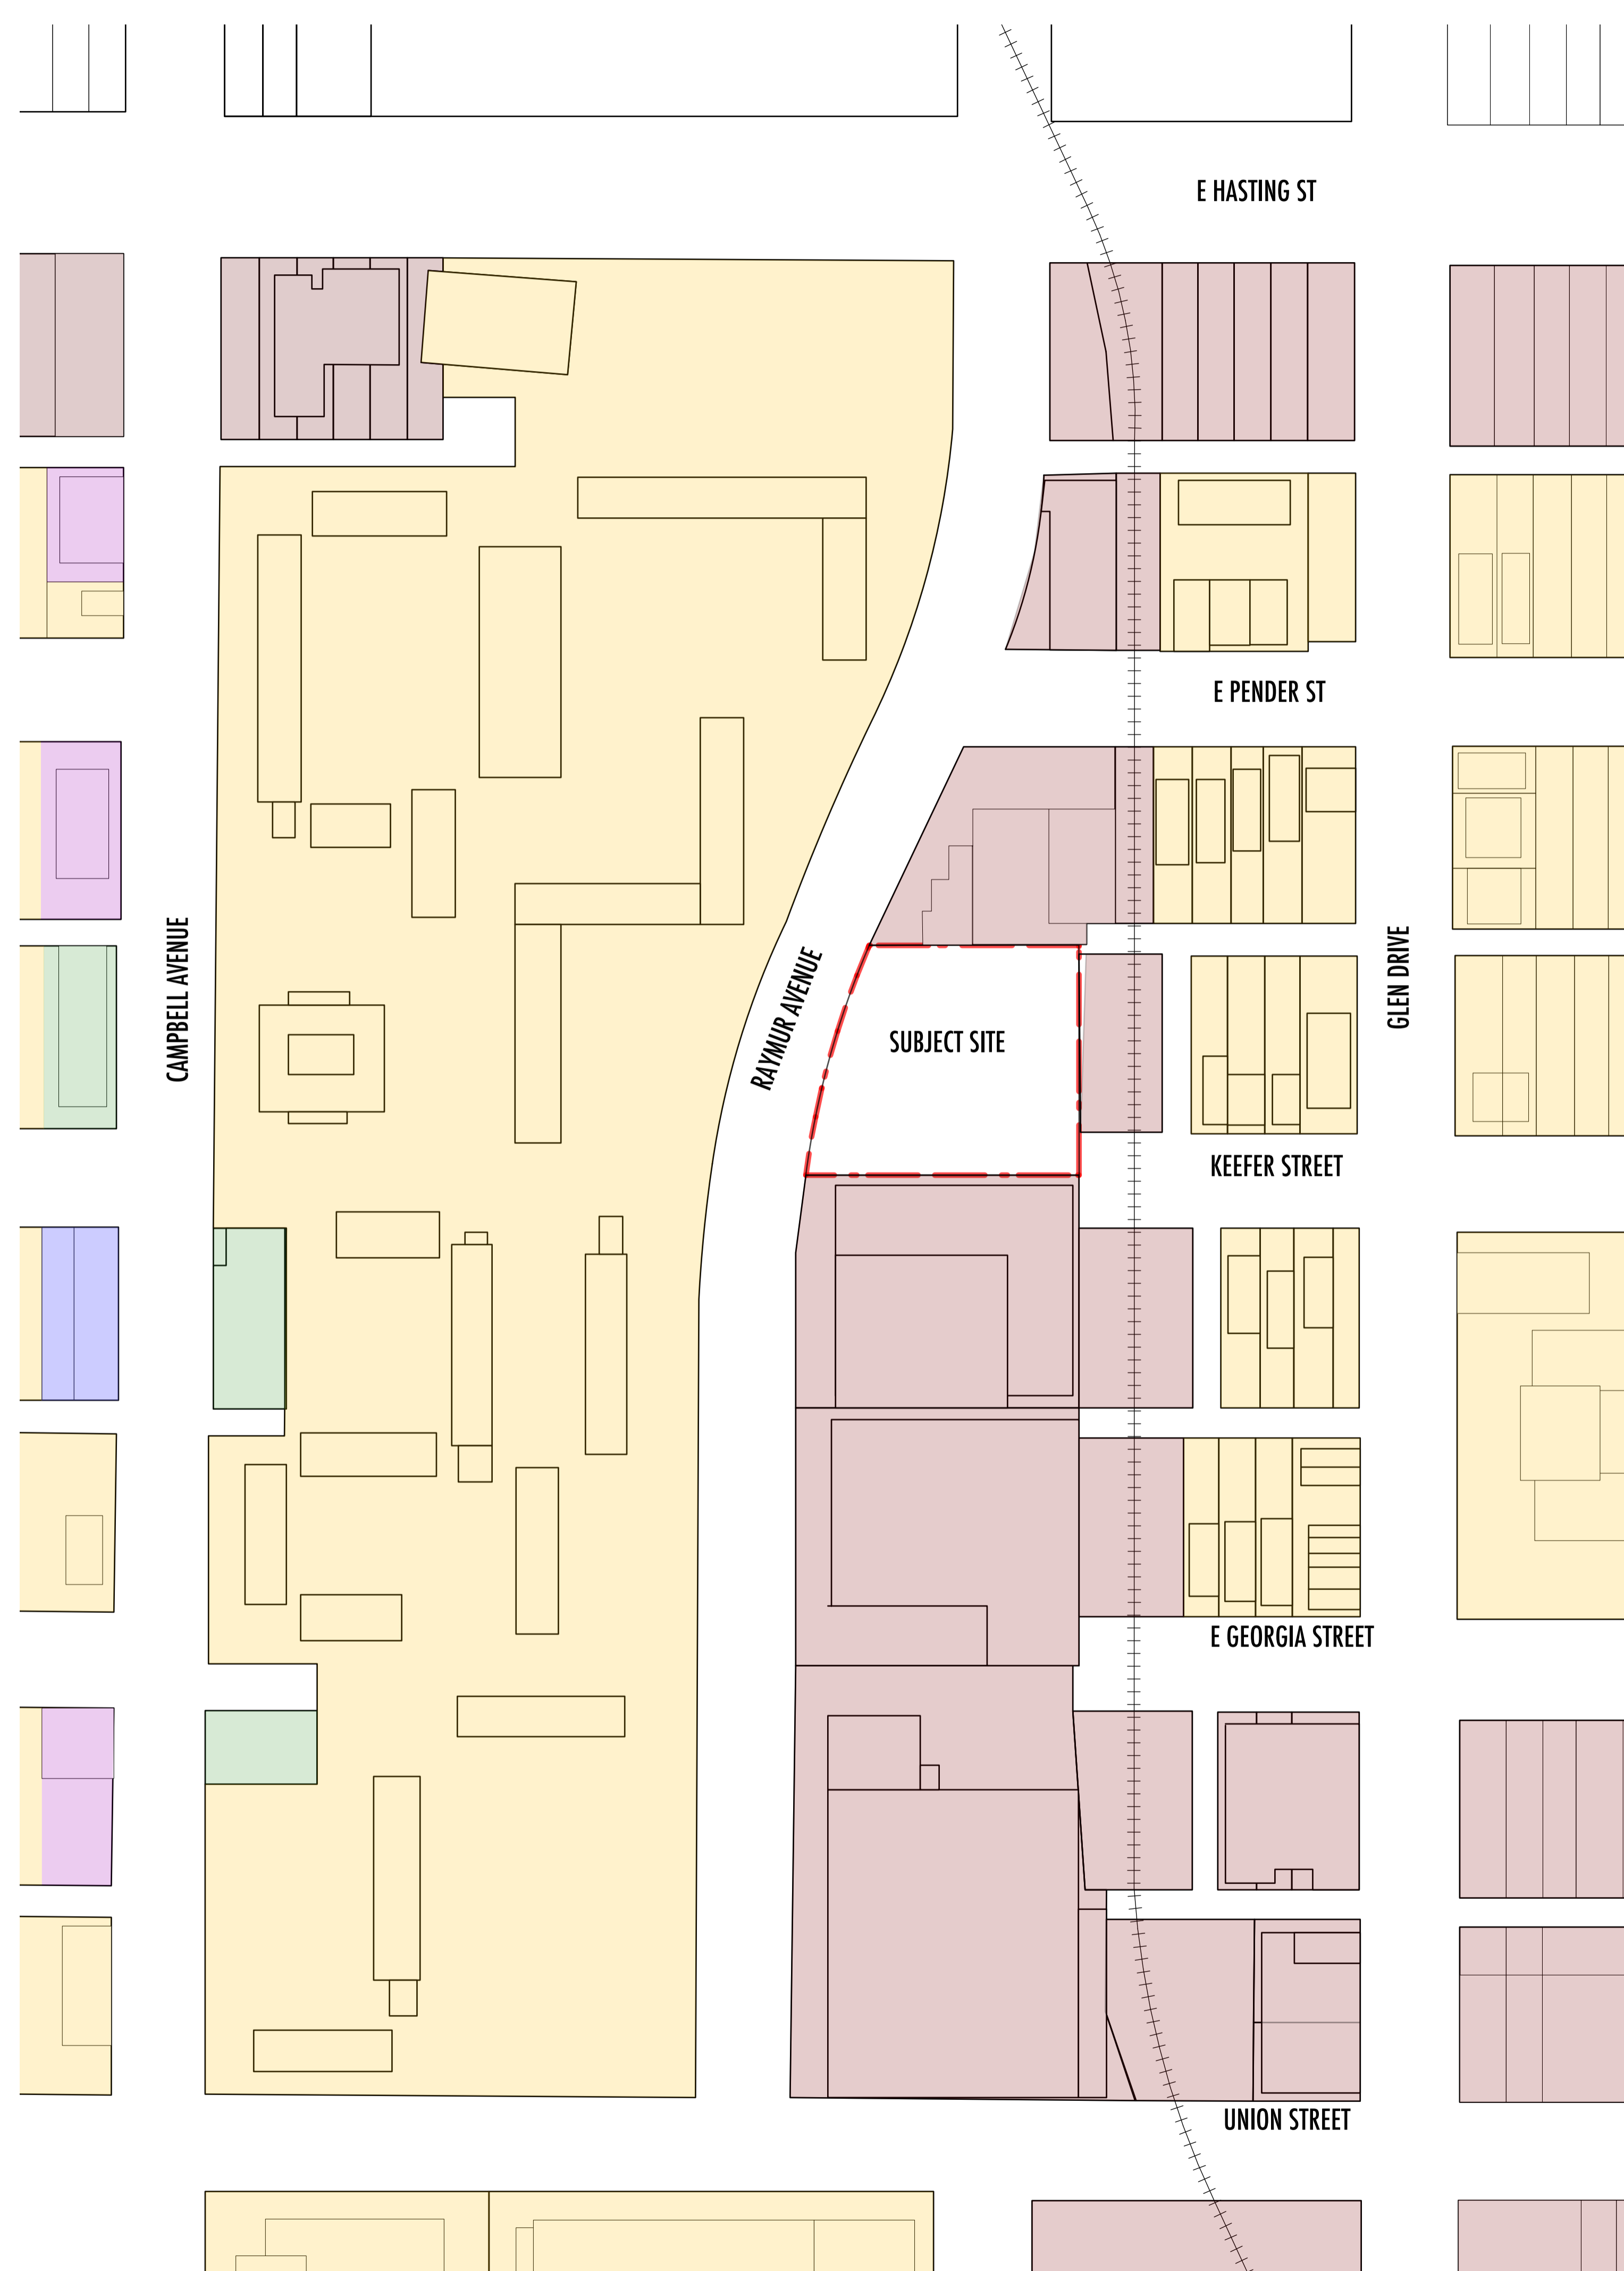 E HASTING ST
E PENDER ST
CAMPBELL AVENUE
RAYMUR AVENUE
GLEN DRIVE
SUBJECT SITE
KEEFER STREET
E GEORGIA STREET
UNION STREET